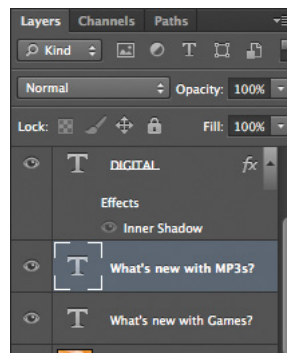 Layers Channels Paths
Kind T
Normal Opacity: 100%
Lock: Fill: 100%
T DIGITAL fx
Effects
Inner Shadow
T What's new with MP3s?
T What's new with Games?